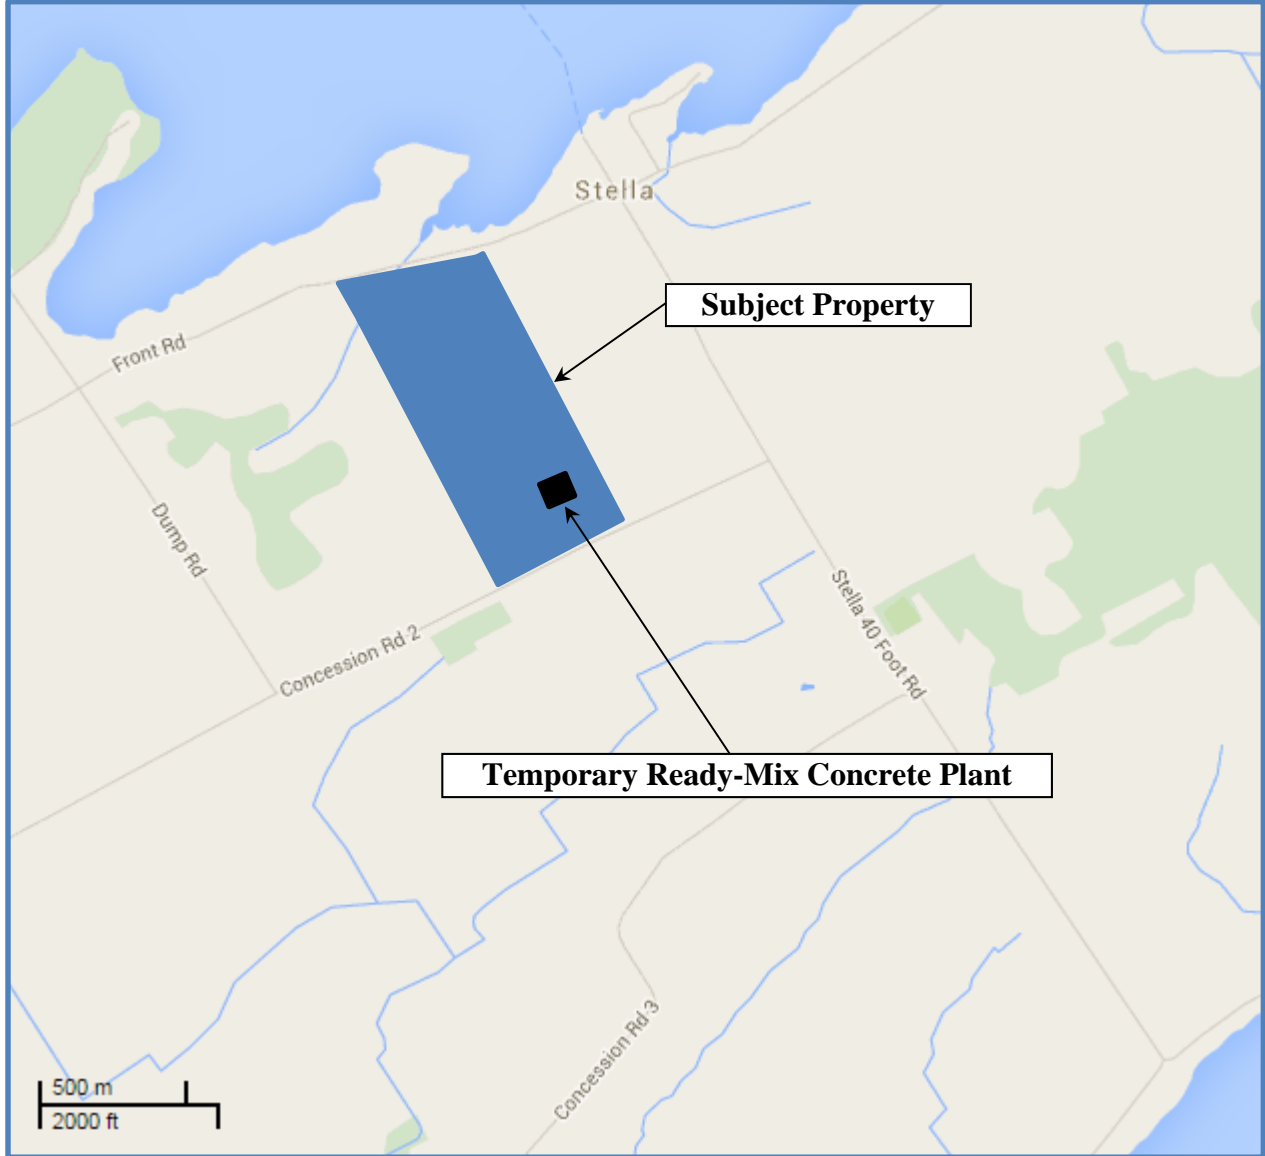 Stella
Subject Property
Front Rd
Dump Rd
Stella 40 Foot Rd
Concession Rd 2
Temporary Ready-Mix Concrete Plant
Concession Rd 3
500 m
2000 ft